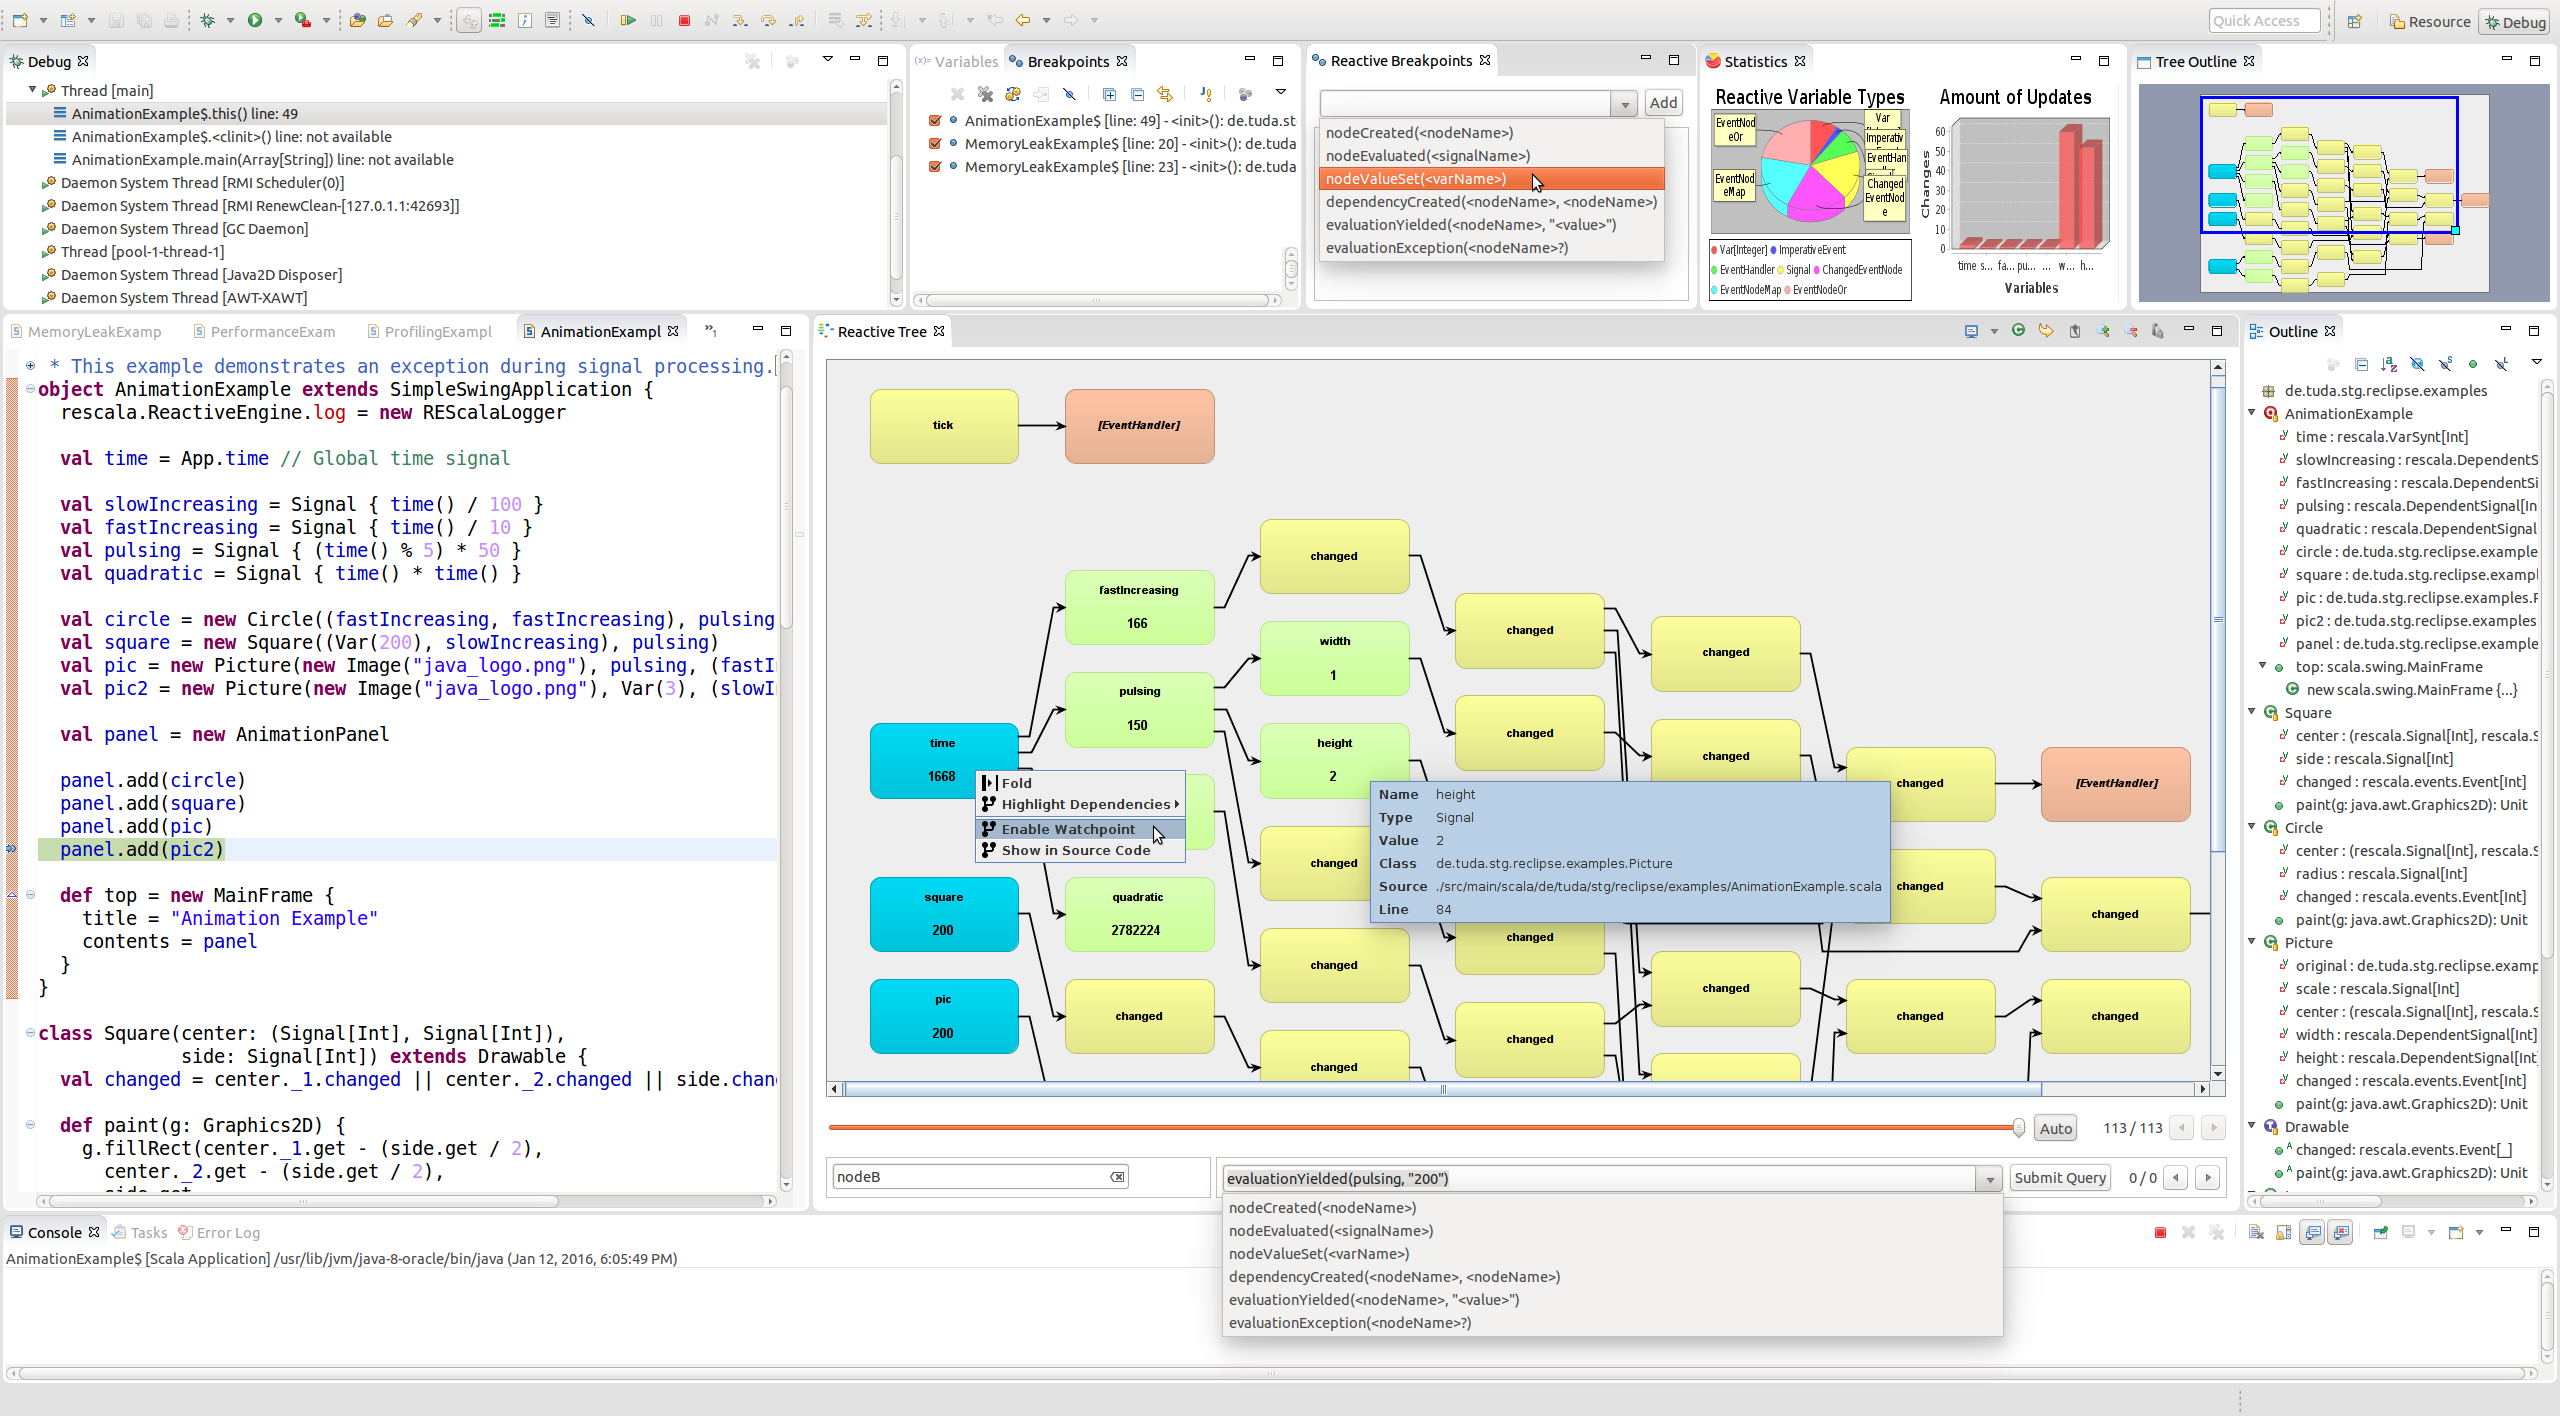 Quick Access
Resource
Debug
Debug
Thread [main]
AnimationExample$.this() line: 49
AnimationExample$.<clinit>() line: not available
AnimationExample.main(Array[String]) line: not available
Daemon System Thread [RMI Scheduler(0)]
Daemon System Thread [RMI RenewClean-[127.0.1.1:42693]]
Daemon System Thread [GC Daemon]
Thread [pool-1-thread-1]
Daemon System Thread [Java2D Disposer]
Daemon System Thread [AWT-XAWT]
(x)= Variables
Breakpoints
AnimationExample$ [line: 49] - <init>(): de.tuda.st
MemoryLeakExample$ [line: 20] - <init>(): de.tuda
MemoryLeakExample$ [line: 23] - <init>(): de.tuda
Reactive Breakpoints
Add
nodeCreated(<nodeName>)
nodeEvaluated(<signalName>)
nodeValueSet(<varName>)
dependencyCreated(<nodeName>, <nodeName>)
evaluationYielded(<nodeName>, "<value>")
evaluationException(<nodeName>?)
Statistics
Reactive Variable Types
EventNod
eOr
EventNod
eMap
Var
Imperativ
EventHan
Changed
EventNod
e
Var[Integer] ImperativeEvent
EventHandler Signal ChangedEventNode
EventNodeMap EventNodeOr
Amount of Updates
Changes
60
50
40
30
20
10
0
time s... fa... pu... ... w... h...
Variables
Tree Outline
MemoryLeakExamp
PerformanceExam
ProfilingExampl
AnimationExampl
»1
* This example demonstrates an exception during signal processing.
object AnimationExample extends SimpleSwingApplication {
rescala.ReactiveEngine.log = new REScalaLogger
val time = App.time // Global time signal
val slowIncreasing = Signal { time() / 100 }
val fastIncreasing = Signal { time() / 10 }
val pulsing = Signal { (time() % 5) * 50 }
val quadratic = Signal { time() * time() }
val circle = new Circle((fastIncreasing, fastIncreasing), pulsing
val square = new Square((Var(200), slowIncreasing), pulsing)
val pic = new Picture(new Image("java_logo.png"), pulsing, (fastI
val pic2 = new Picture(new Image("java_logo.png"), Var(3), (slowI
val panel = new AnimationPanel
panel.add(circle)
panel.add(square)
panel.add(pic)
panel.add(pic2)
def top = new MainFrame {
title = "Animation Example"
contents = panel
}
}
class Square(center: (Signal[Int], Signal[Int]),
side: Signal[Int]) extends Drawable {
val changed = center._1.changed || center._2.changed || side.chan
def paint(g: Graphics2D) {
g.fillRect(center._1.get - (side.get / 2),
center._2.get - (side.get / 2),
Reactive Tree
tick
[EventHandler]
changed
fastIncreasing
166
changed
changed
width
1
pulsing
150
changed
changed
time
1668
height
2
changed
[EventHandler]
Fold
Highlight Dependencies
Enable Watchpoint
Show in Source Code
Name height
Type Signal
Value 2
Class de.tuda.stg.reclipse.examples.Picture
Source ./src/main/scala/de/tuda/stg/reclipse/examples/AnimationExample.scala
Line 84
changed
changed
square
200
quadratic
2782224
changed
changed
changed
changed
pic
200
changed
changed
changed
changed
changed
changed
Auto
113 / 113
nodeB
evaluationYielded(pulsing, "200")
Submit Query
0 / 0
nodeCreated(<nodeName>)
nodeEvaluated(<signalName>)
nodeValueSet(<varName>)
dependencyCreated(<nodeName>, <nodeName>)
evaluationYielded(<nodeName>, "<value>")
evaluationException(<nodeName>?)
Outline
de.tuda.stg.reclipse.examples
AnimationExample
time : rescala.VarSynt[Int]
slowIncreasing : rescala.DependentS
fastIncreasing : rescala.DependentSi
pulsing : rescala.DependentSignal[In
quadratic : rescala.DependentSignal
circle : de.tuda.stg.reclipse.example
square : de.tuda.stg.reclipse.exampl
pic : de.tuda.stg.reclipse.examples.P
pic2 : de.tuda.stg.reclipse.examples
panel : de.tuda.stg.reclipse.example
top: scala.swing.MainFrame
new scala.swing.MainFrame {...}
Square
center : (rescala.Signal[Int], rescala.S
side : rescala.Signal[Int]
changed : rescala.events.Event[Int]
paint(g: java.awt.Graphics2D): Unit
Circle
center : (rescala.Signal[Int], rescala.S
radius : rescala.Signal[Int]
changed : rescala.events.Event[Int]
paint(g: java.awt.Graphics2D): Unit
Picture
original : de.tuda.stg.reclipse.examp
scale : rescala.Signal[Int]
center : (rescala.Signal[Int], rescala.S
width : rescala.DependentSignal[Int]
height : rescala.DependentSignal[Int
changed : rescala.events.Event[Int]
paint(g: java.awt.Graphics2D): Unit
Drawable
changed: rescala.events.Event[_]
paint(g: java.awt.Graphics2D): Unit
Console
Tasks
Error Log
AnimationExample$ [Scala Application] /usr/lib/jvm/java-8-oracle/bin/java (Jan 12, 2016, 6:05:49 PM)